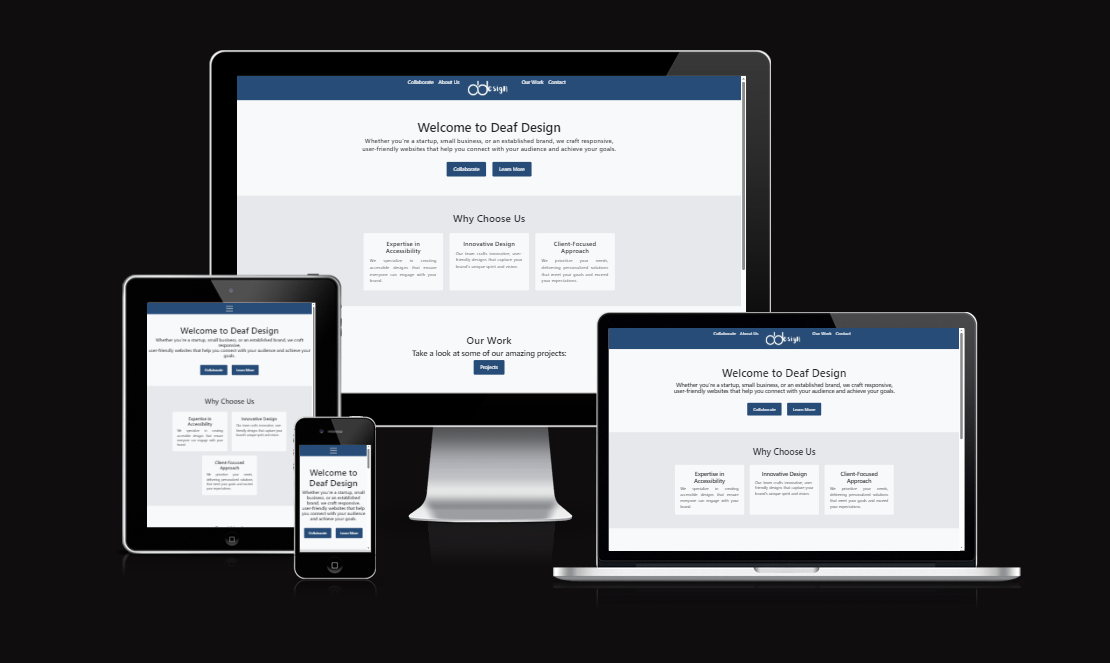 Collaborate About Us Design Our Work Contact
Welcome to Deaf Design
Whether you're a startup, small business, or an established brand, we craft responsive,
user-friendly websites that help you connect with your audience and achieve your goals.
Collaborate Learn More
Why Choose Us
Expertise in
Accessibility
We specialize in creating
accessible designs that ensure
everyone can engage with your
brand.
Innovative Design
Our team crafts innovative, user-
friendly designs that capture your
brand's unique spirit and vision.
Client-Focused
Approach
We prioritize your needs,
delivering personalized solutions
that meet your goals and exceed
your expectations.
Our Work
Take a look at some of our amazing projects:
Projects
Welcome to Deaf Design
Whether you're a startup, small business, or an established brand, we craft
responsive,
user-friendly websites that help you connect with your audience and achieve your
goals.
Collaborate Learn More
Why Choose Us
Expertise in
Accessibility
We specialize in creating
accessible designs that ensure
everyone can engage with your
brand.
Innovative Design
Our team crafts innovative, user-
friendly designs that capture your
brand's unique spirit and vision.
Client-Focused
Approach
We prioritize your needs,
delivering personalized solutions
that meet your goals and exceed
your expectations.
Welcome to
Deaf Design
Whether you're a startup, small
business, or an established
brand, we craft responsive,
user-friendly websites that help
you connect with your audience
and achieve your goals.
Collaborate Learn More
Collaborate About Us Design Our Work Contact
Welcome to Deaf Design
Whether you're a startup, small business, or an established brand, we craft responsive,
user-friendly websites that help you connect with your audience and achieve your goals.
Collaborate Learn More
Why Choose Us
Expertise in
Accessibility
We specialize in creating
accessible designs that ensure
everyone can engage with your
brand.
Innovative Design
Our team crafts innovative, user-
friendly designs that capture your
brand's unique spirit and vision.
Client-Focused
Approach
We prioritize your needs,
delivering personalized solutions
that meet your goals and exceed
your expectations.